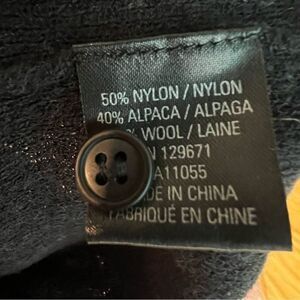 50% NYLON / NYLON
40% ALPACA / ALPAGA
% WOOL / LAINE
N 129671
A11055
DE IN CHINA
FABRIQUÉ EN CHINE